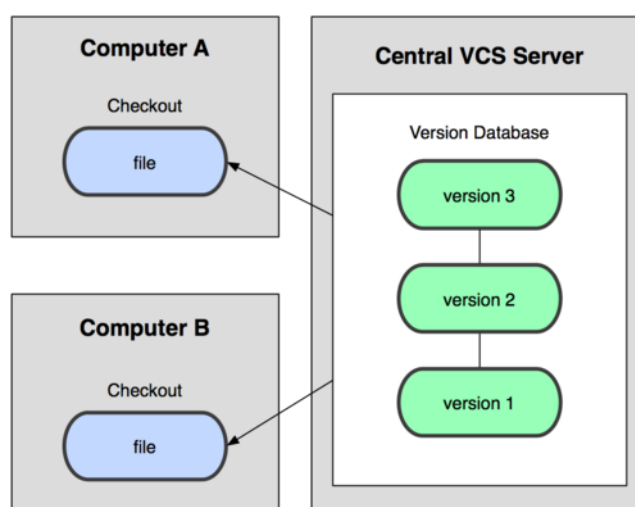 Computer A
Checkout
file
Computer B
Checkout
file
Central VCS Server
Version Database
version 3
version 2
version 1